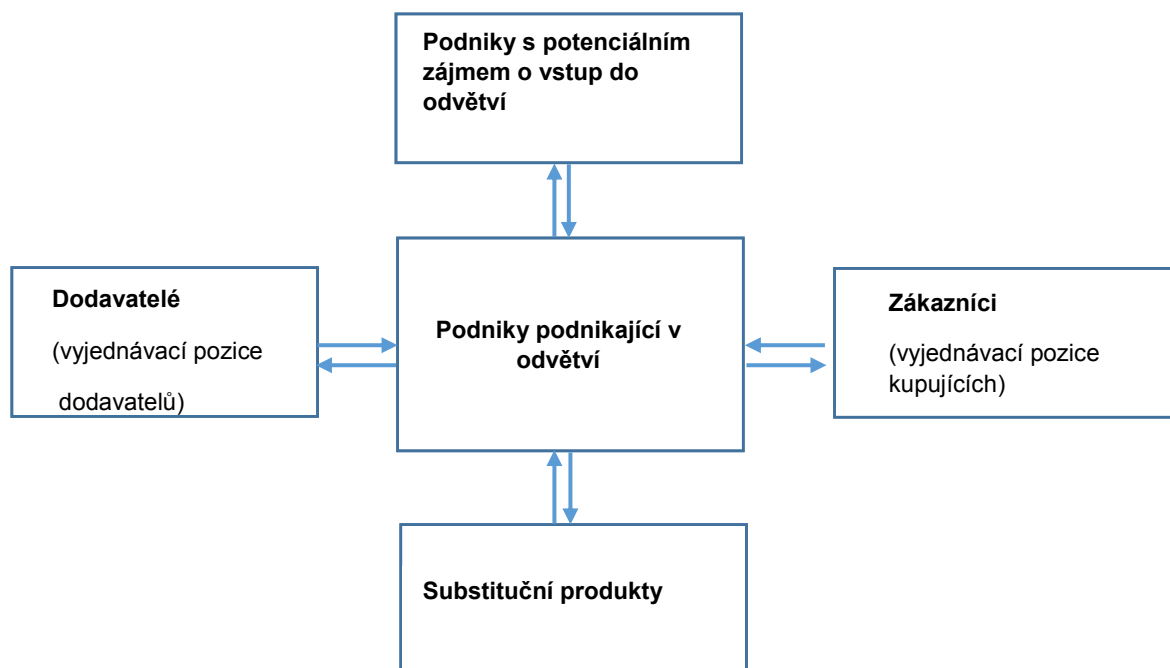 Podniky s potenciálním
zájmem o vstup do
odvětví
Dodavatelé
(vyjednávací pozice
dodavatelů)
Podniky podnikající v
odvětví
Zákazníci
(vyjednávací pozice
kupujících)
Substituční produkty